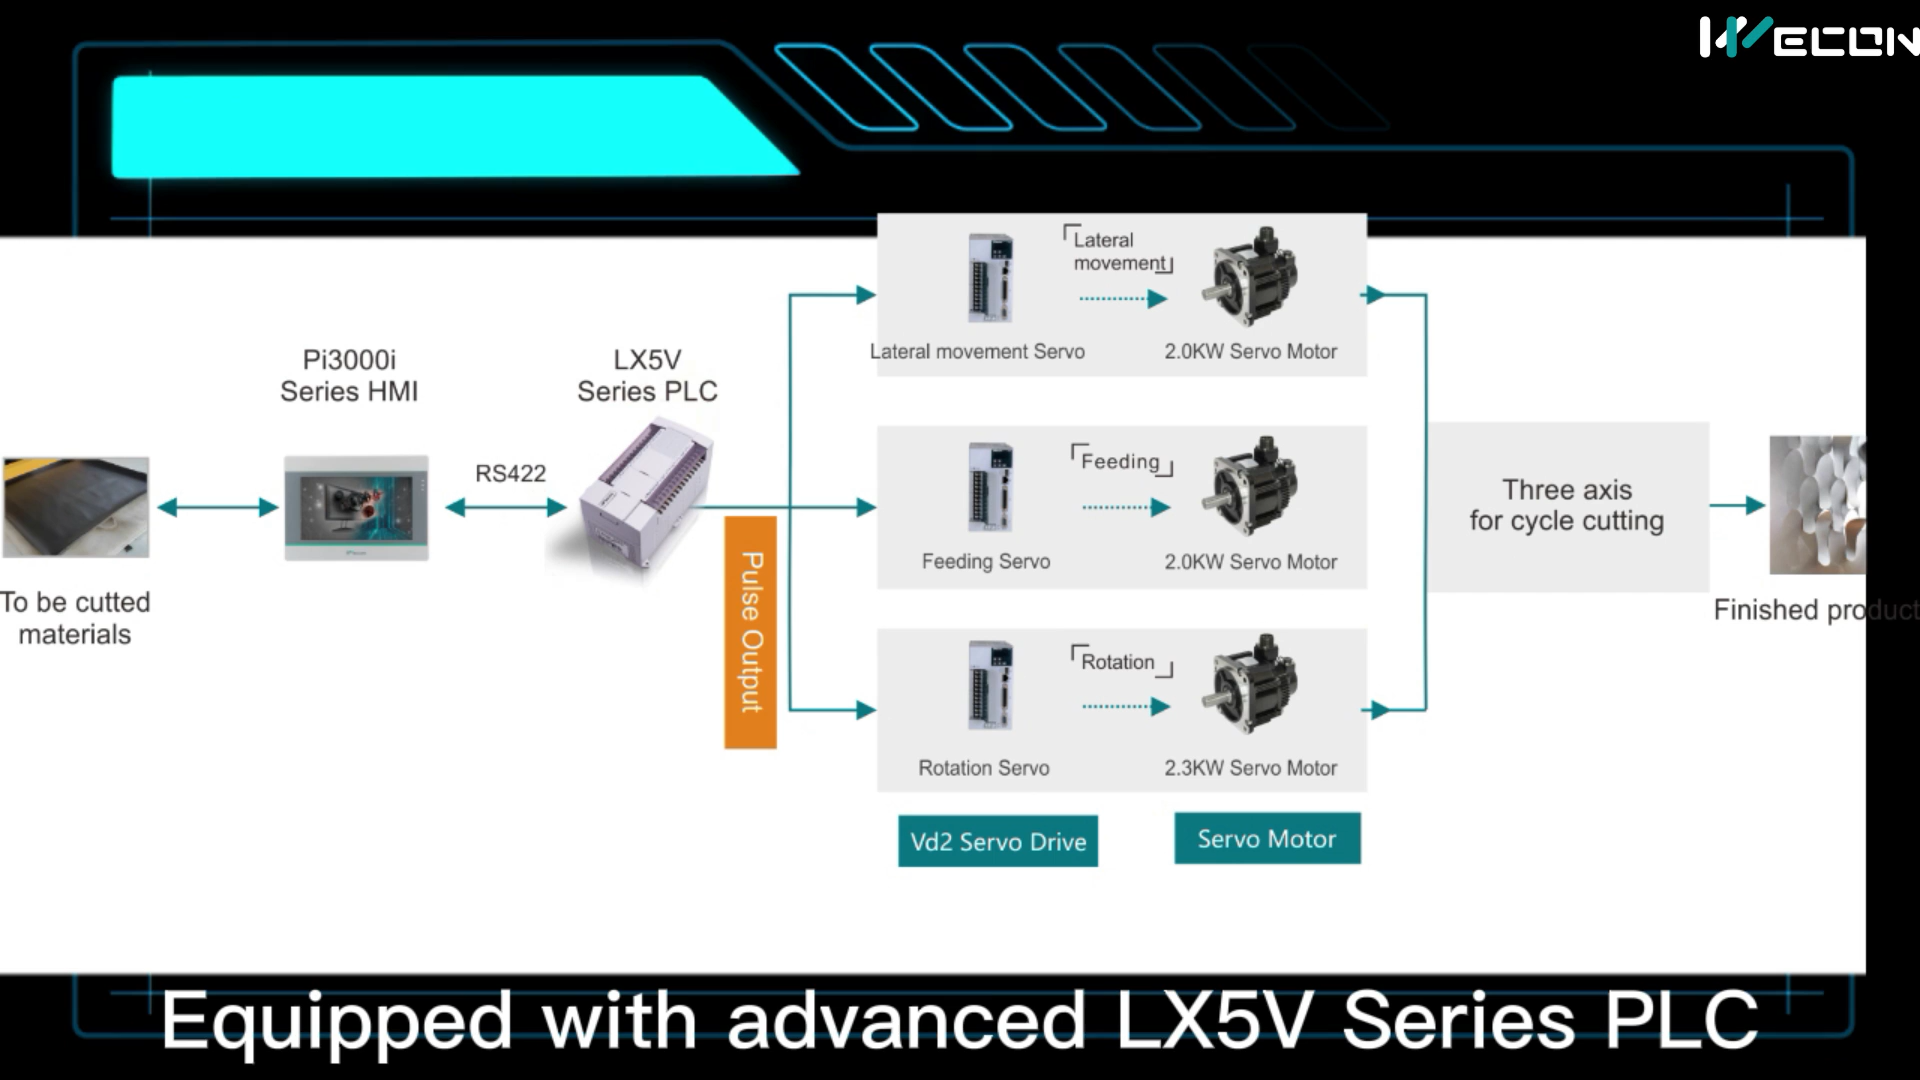 WECON
Lateral
movement
Lateral movement Servo
2.0KW Servo Motor
Pi3000i
Series HMI
LX5V
Series PLC
RS422
Feeding
Feeding Servo
2.0KW Servo Motor
Three axis
for cycle cutting
To be cutted
materials
Finished product
Pulse Output
Rotation
Rotation Servo
2.3KW Servo Motor
Vd2 Servo Drive
Servo Motor
Equipped with advanced LX5V Series PLC